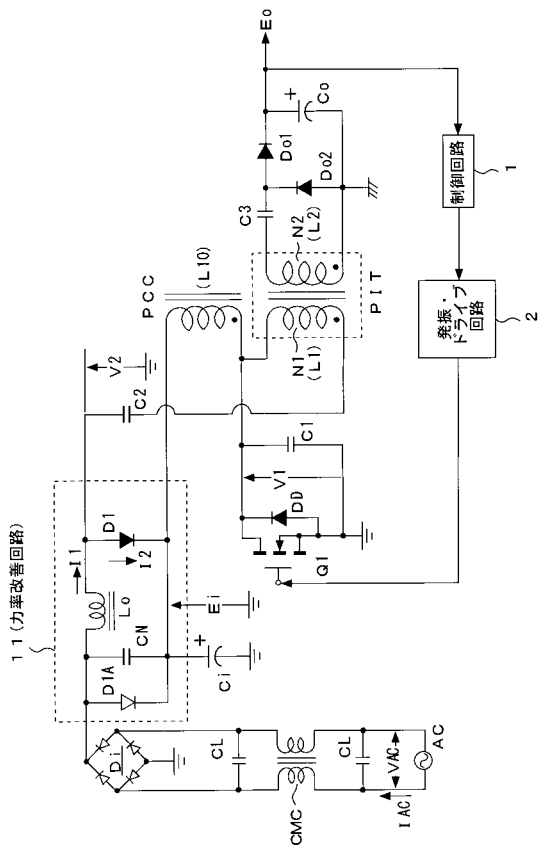 11(力率改善回路)
D1A
CN
Lo
I1
D1
I2
Ei
Ci
+
Di
CL
CMC
CL
VAC
IAC
AC
V2
C2
PCC
(L10)
V1
DD
C1
Q1
N1
(L1)
N2
(L2)
PIT
C3
Do1
Do2
+
Co
Eo
制御回路
1
発振・
ドライブ
回路
2